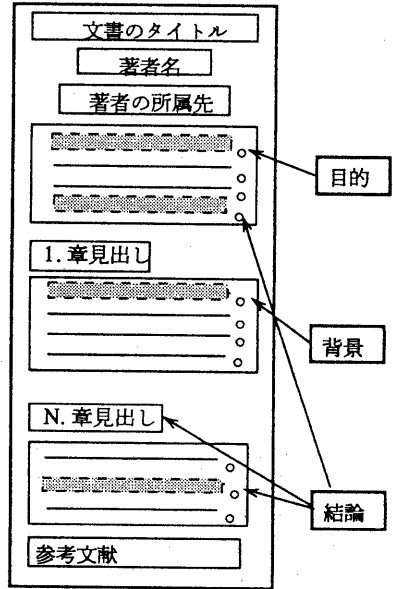 文書のタイトル
著者名
著者の所属先
目的
1. 章見出し
背景
N. 章見出し
結論
参考文献